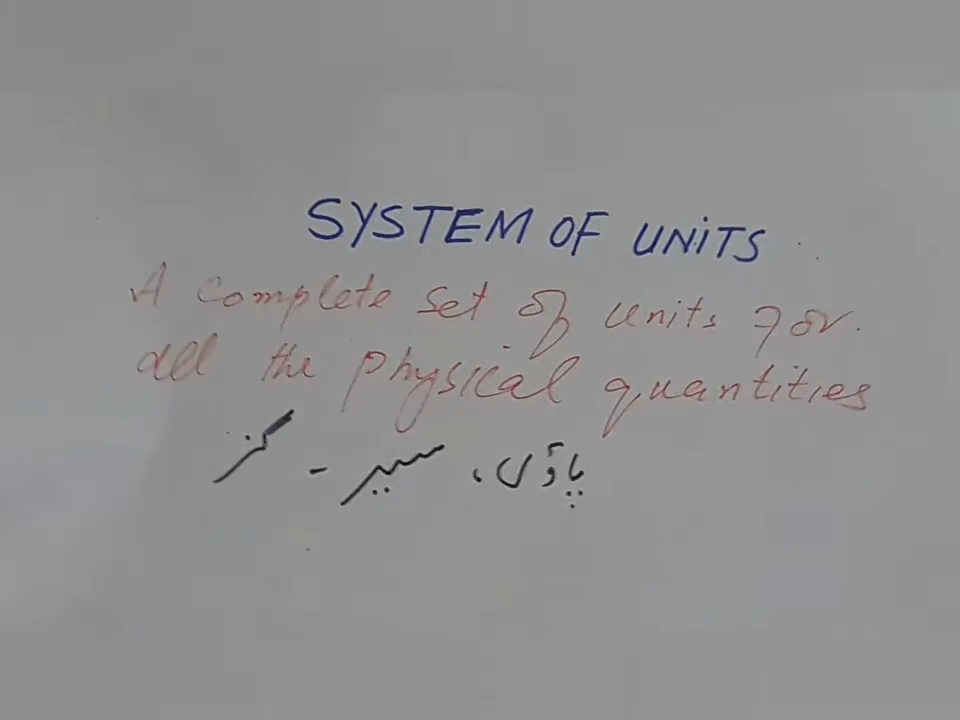 SYSTEM OF UNITS
A complete set of units for
all the physical quantities
پاؤں، سیر - گز